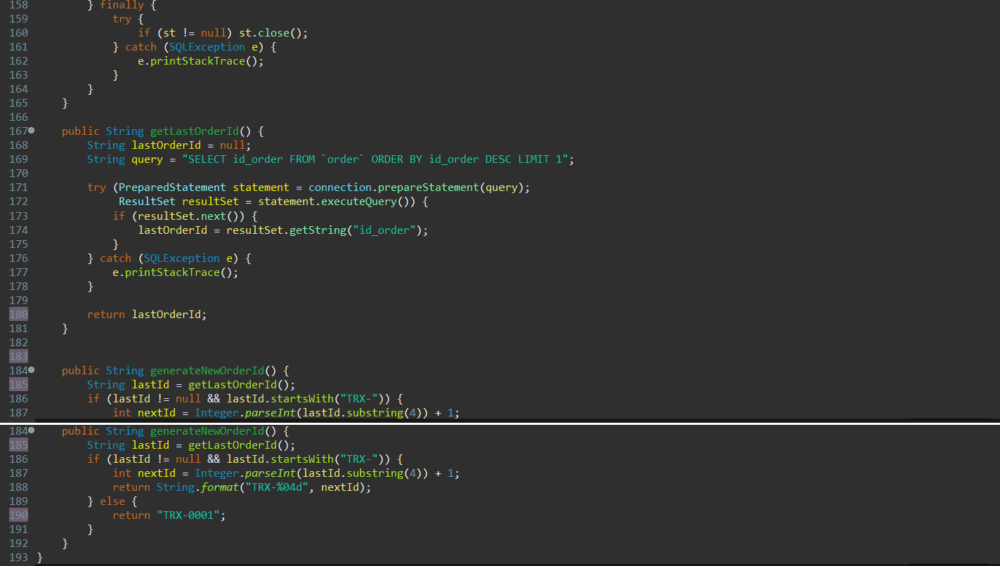 158         } finally {
159             try {
160                 if (st != null) st.close();
161             } catch (SQLException e) {
162                 e.printStackTrace();
163             }
164         }
165     }
166
167     public String getLastOrderId() {
168         String lastOrderId = null;
169         String query = "SELECT id_order FROM `order` ORDER BY id_order DESC LIMIT 1";
170
171         try (PreparedStatement statement = connection.prepareStatement(query);
172              ResultSet resultSet = statement.executeQuery()) {
173             if (resultSet.next()) {
174                 lastOrderId = resultSet.getString("id_order");
175             }
176         } catch (SQLException e) {
177             e.printStackTrace();
178         }
179
180         return lastOrderId;
181     }
182
183
184     public String generateNewOrderId() {
185         String lastId = getLastOrderId();
186         if (lastId != null && lastId.startsWith("TRX-")) {
187             int nextId = Integer.parseInt(lastId.substring(4)) + 1;
184     public String generateNewOrderId() {
185         String lastId = getLastOrderId();
186         if (lastId != null && lastId.startsWith("TRX-")) {
187             int nextId = Integer.parseInt(lastId.substring(4)) + 1;
188             return String.format("TRX-%04d", nextId);
189         } else {
190             return "TRX-0001";
191         }
192     }
193 }